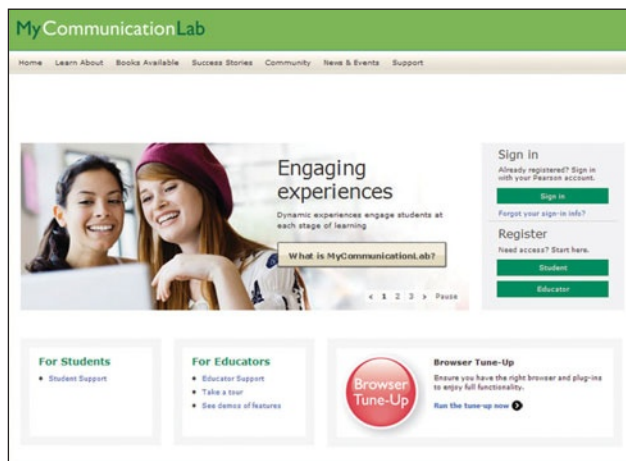 MyCommunicationLab
Home Learn About Books Available Success Stories Community News & Events Support
Engaging
experiences
Dynamic experiences engage students at
each stage of learning
What is MyCommunicationLab?
< 1 2 3 > Pause
Sign in
Already registered? Sign in
with your Pearson account.
Sign in
Forgot your sign-in info?
Register
Need access? Start here.
Student
Educator
For Students
• Student Support
For Educators
• Educator Support
• Take a tour
• See demos of features
Browser
Tune-Up
Browser Tune-Up
Ensure you have the right browser and plug-ins
to enjoy full functionality.
Run the tune-up now